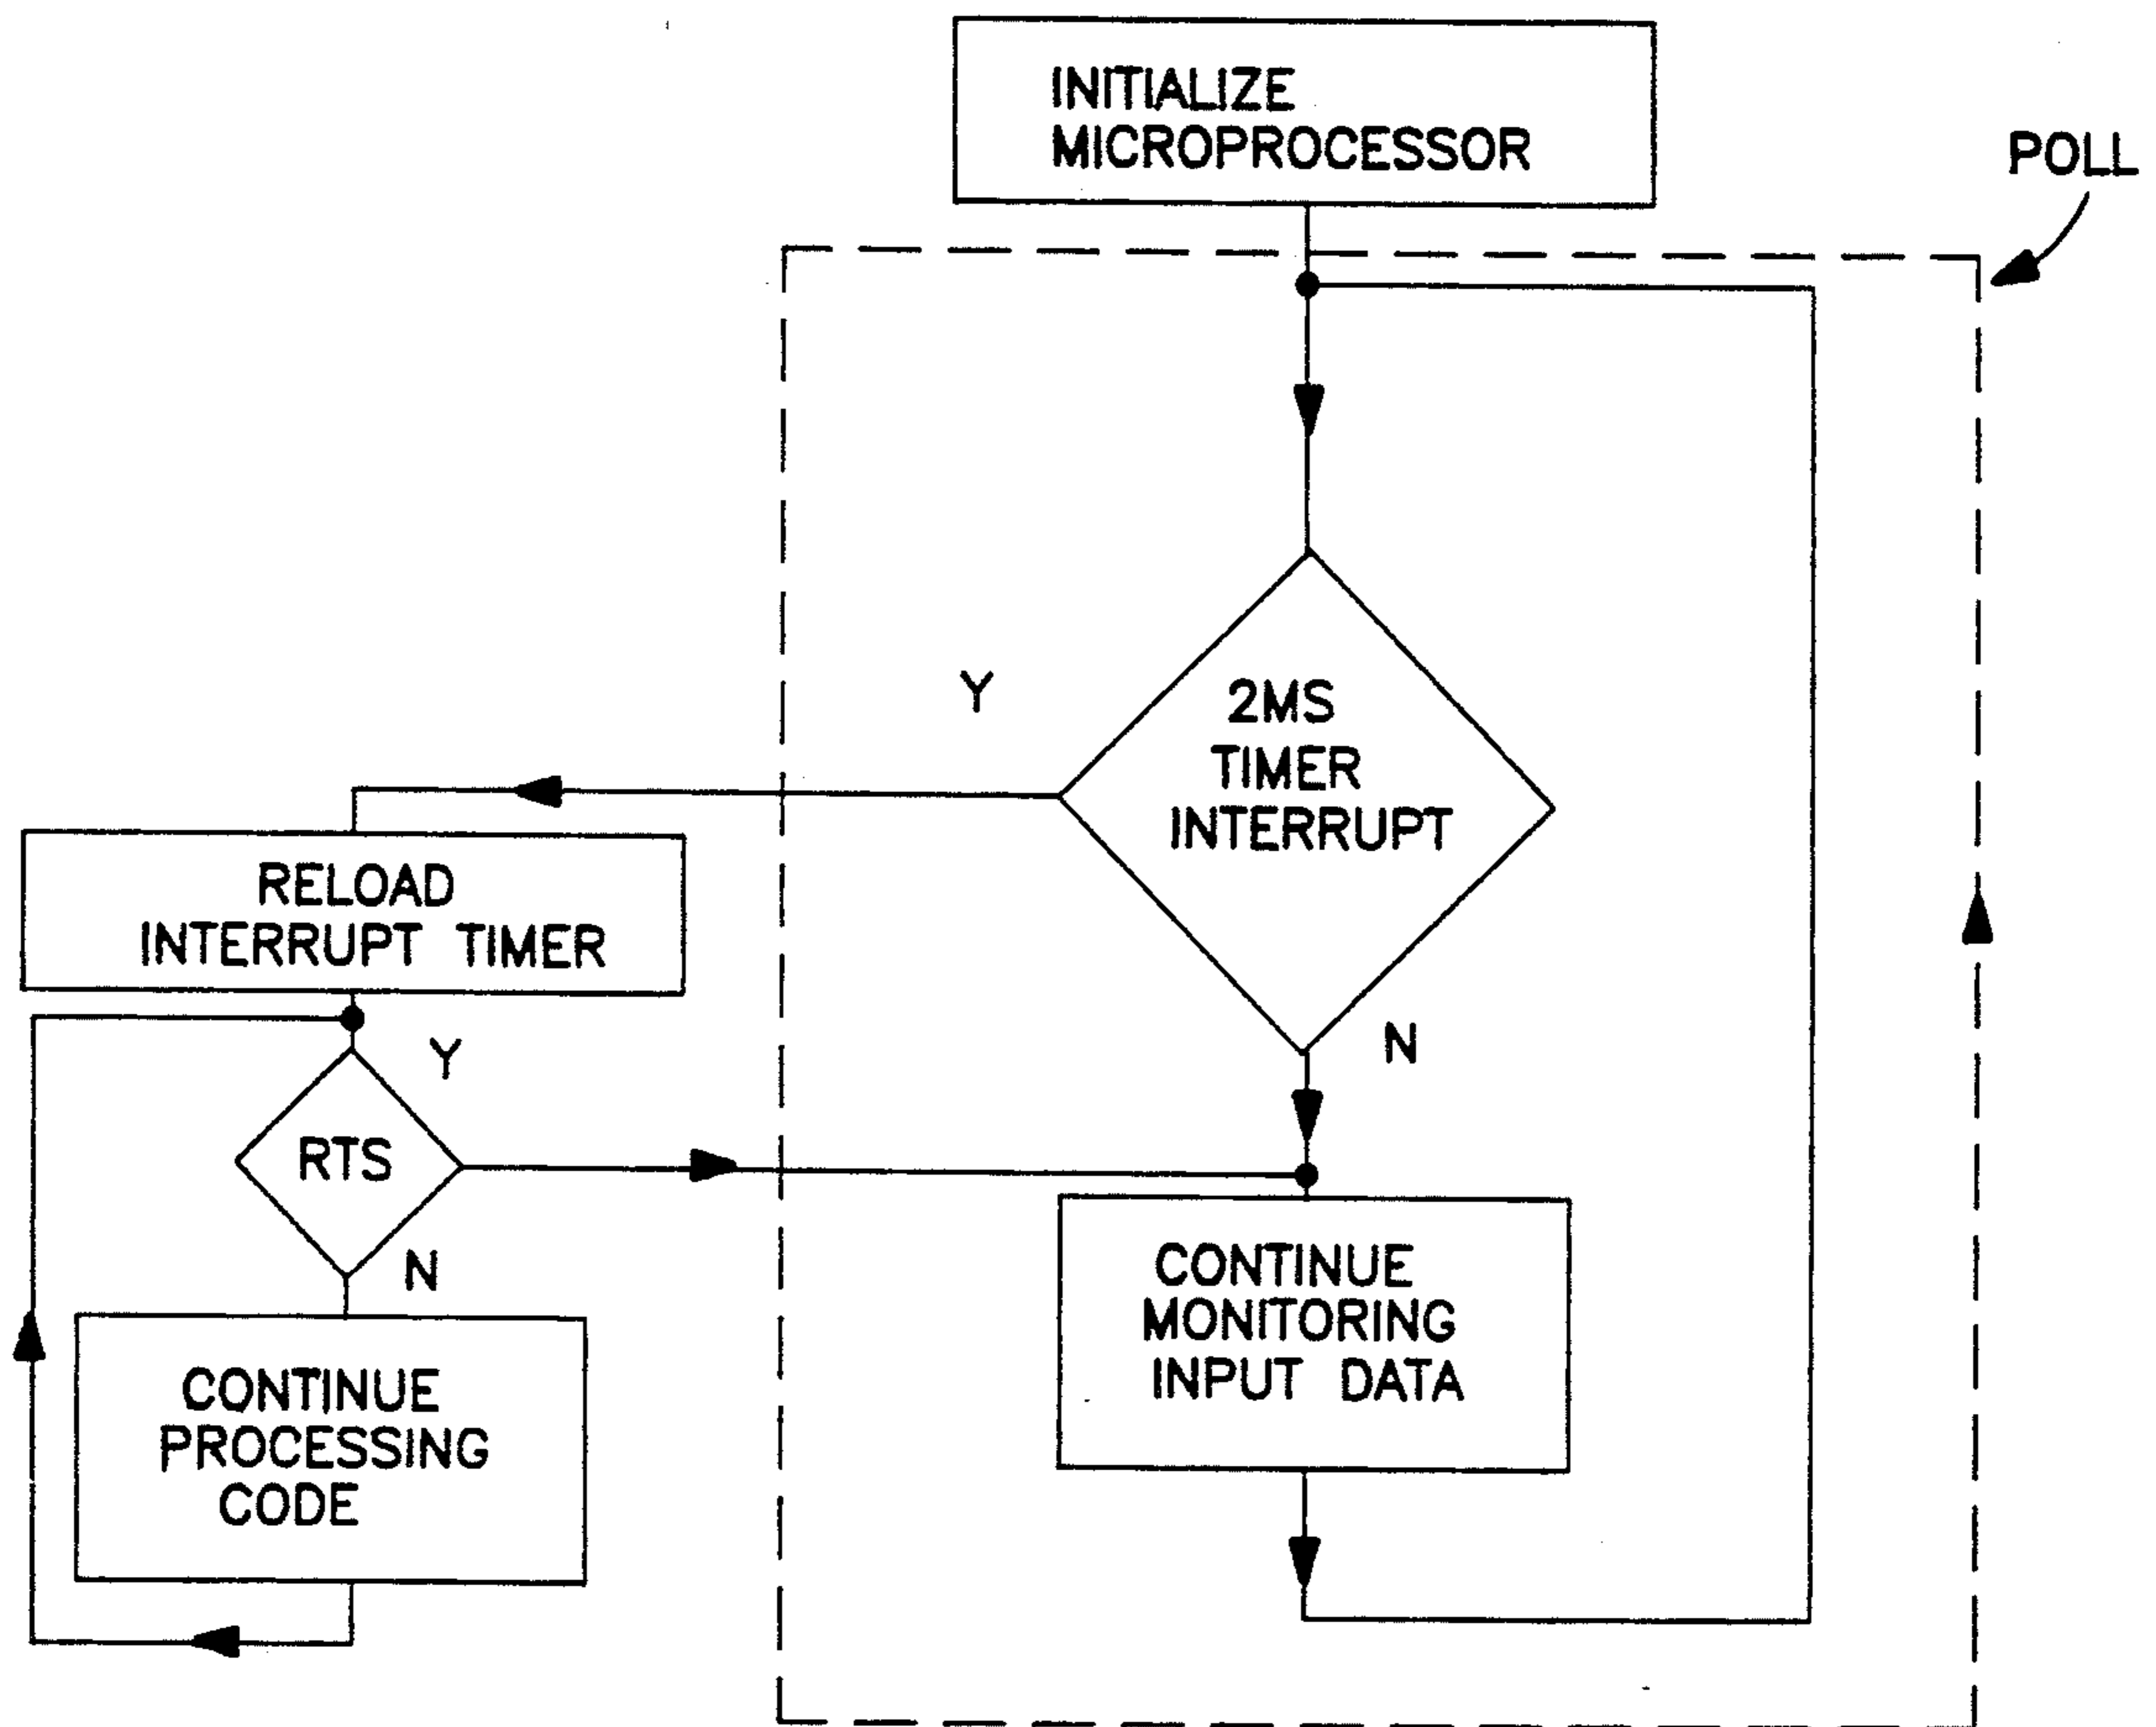 INITIALIZE
MICROPROCESSOR
POLL
Y
2MS
TIMER
INTERRUPT
RELOAD
INTERRUPT TIMER
Y
N
RTS
N
CONTINUE
MONITORING
INPUT DATA
CONTINUE
PROCESSING
CODE